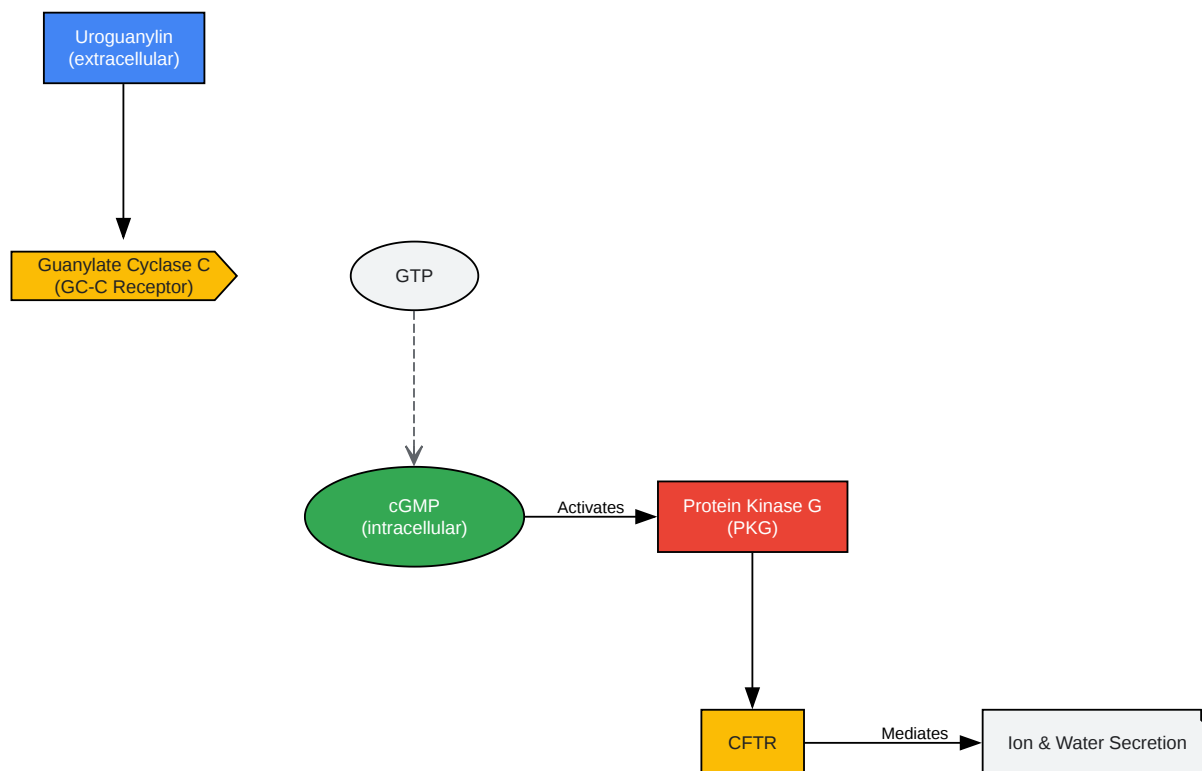 Uroguanylin
(extracellular)
Guanylate Cyclase C
(GC-C Receptor)
GTP
cGMP
(intracellular)
Activates
Protein Kinase G
(PKG)
CFTR
Mediates
Ion & Water Secretion